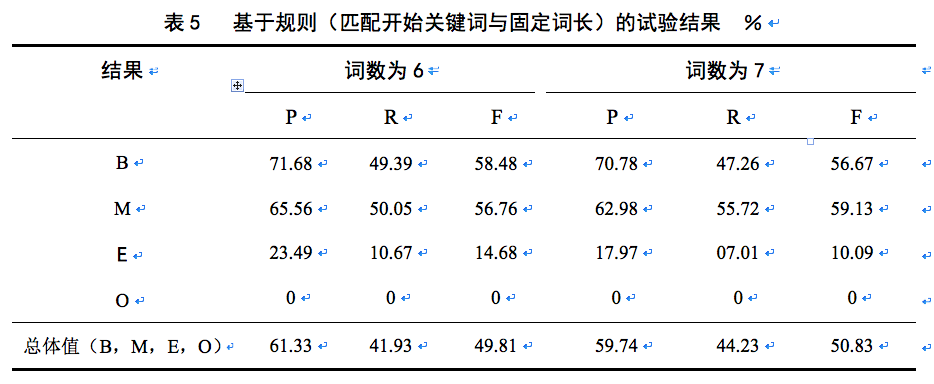 表5 基于规则（匹配开始关键词与固定词长）的试验结果 %
结果 词数为6 词数为7
P R F P R F
B 71.68 49.39 58.48 70.78 47.26 56.67
M 65.56 50.05 56.76 62.98 55.72 59.13
E 23.49 10.67 14.68 17.97 07.01 10.09
O 0 0 0 0 0 0
总体值（B，M，E，O） 61.33 41.93 49.81 59.74 44.23 50.83